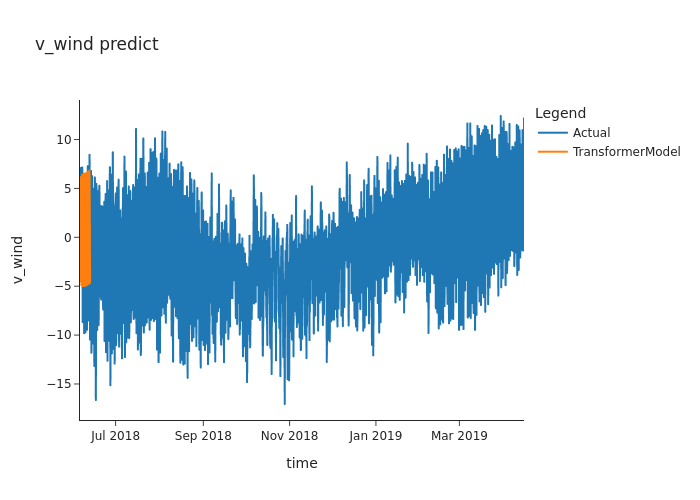 v_wind predict
Legend
Actual
TransformerModel
10
5
0
−5
−10
−15
v_wind
Jul 2018
Sep 2018
Nov 2018
Jan 2019
Mar 2019
time